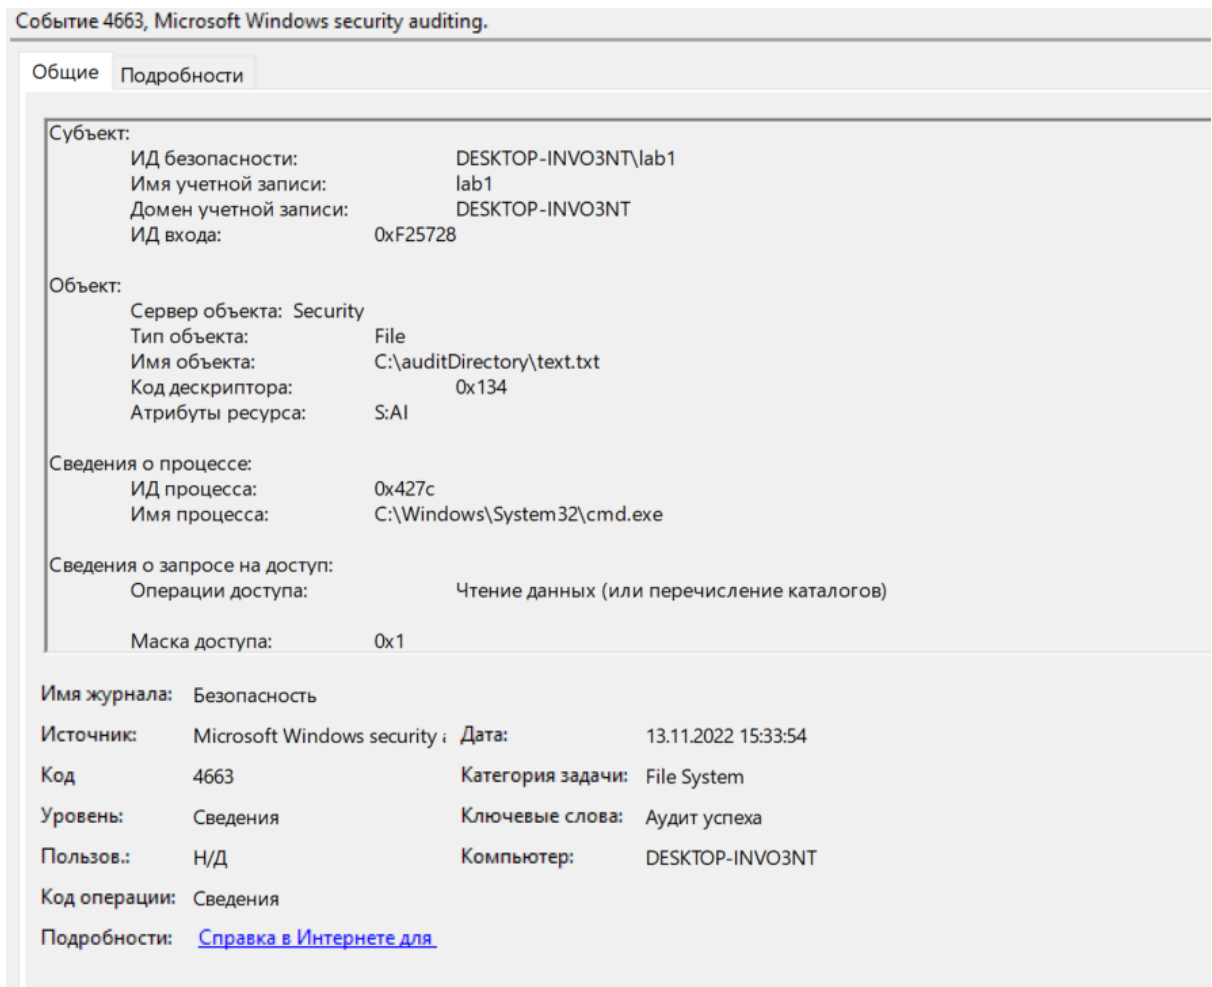 Событие 4663, Microsoft Windows security auditing.
Общие Подробности
Субъект:
ИД безопасности: DESKTOP-INVO3NT\lab1
Имя учетной записи: lab1
Домен учетной записи: DESKTOP-INVO3NT
ИД входа: 0xF25728
Объект:
Сервер объекта: Security
Тип объекта: File
Имя объекта: C:\auditDirectory\text.txt
Код дескриптора: 0x134
Атрибуты ресурса: S:AI
Сведения о процессе:
ИД процесса: 0x427c
Имя процесса: C:\Windows\System32\cmd.exe
Сведения о запросе на доступ:
Операции доступа: Чтение данных (или перечисление каталогов)
Маска доступа: 0x1
Имя журнала: Безопасность
Источник: Microsoft Windows security Дата: 13.11.2022 15:33:54
Код 4663 Категория задачи: File System
Уровень: Сведения Ключевые слова: Аудит успеха
Пользов.: Н/Д Компьютер: DESKTOP-INVO3NT
Код операции: Сведения
Подробности: Справка в Интернете для